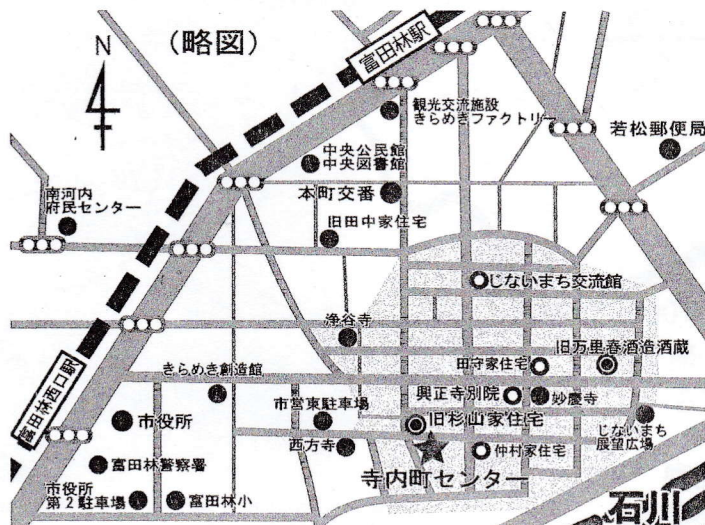 N
(略図)
富田林駅
観光交流施設
きらめきファクトリー
若松郵便局
中央公民館
中央図書館
本町交番
南河内
府民センター
旧田中家住宅
じないまち交流館
浄谷寺
旧万里春酒造酒蔵
田守家住宅
富田林西口駅
きらめき創造館
興正寺別院
妙慶寺
市営東駐車場
旧杉山家住宅
市役所
じないまち
展望広場
西方寺
仲村家住宅
富田林警察署
寺内町センター
市役所
第2駐車場
富田林小
石川